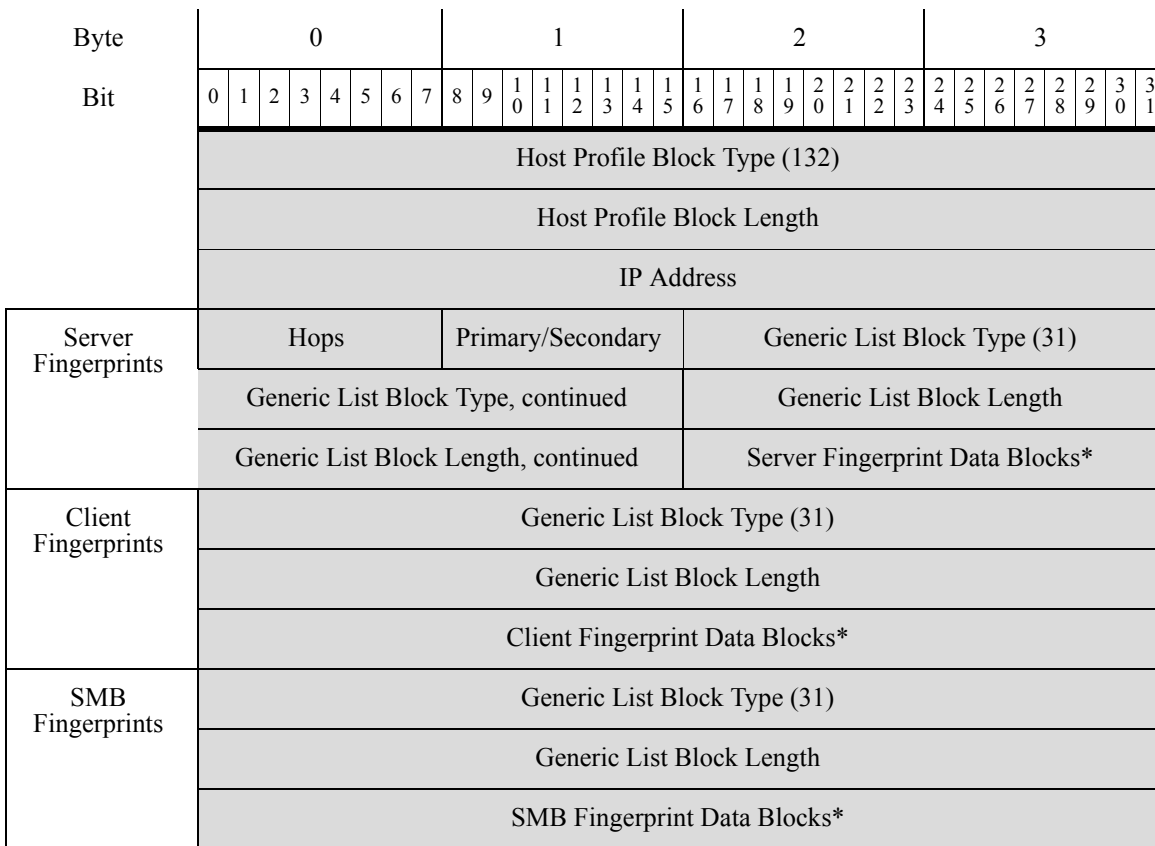 Byte 0 1 2 3
Bit 0 1 2 3 4 5 6 7 8 9 10 11 12 13 14 15 16 17 18 19 20 21 22 23 24 25 26 27 28 29 30 31
Host Profile Block Type (132)
Host Profile Block Length
IP Address
Server
Fingerprints
Hops Primary/Secondary Generic List Block Type (31)
Generic List Block Type, continued Generic List Block Length
Generic List Block Length, continued Server Fingerprint Data Blocks*
Client
Fingerprints
Generic List Block Type (31)
Generic List Block Length
Client Fingerprint Data Blocks*
SMB
Fingerprints
Generic List Block Type (31)
Generic List Block Length
SMB Fingerprint Data Blocks*